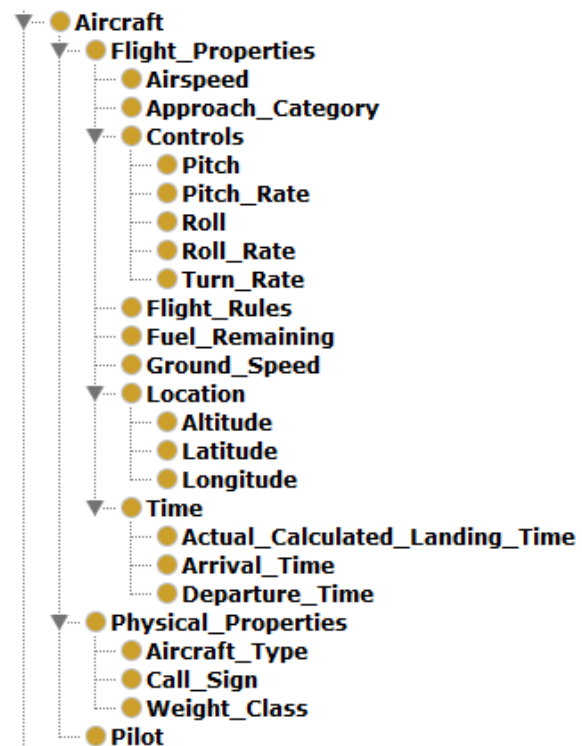 Aircraft
Flight_Properties
Airspeed
Approach_Category
Controls
Pitch
Pitch_Rate
Roll
Roll_Rate
Turn_Rate
Flight_Rules
Fuel_Remaining
Ground_Speed
Location
Altitude
Latitude
Longitude
Time
Actual_Calculated_Landing_Time
Arrival_Time
Departure_Time
Physical_Properties
Aircraft_Type
Call_Sign
Weight_Class
Pilot